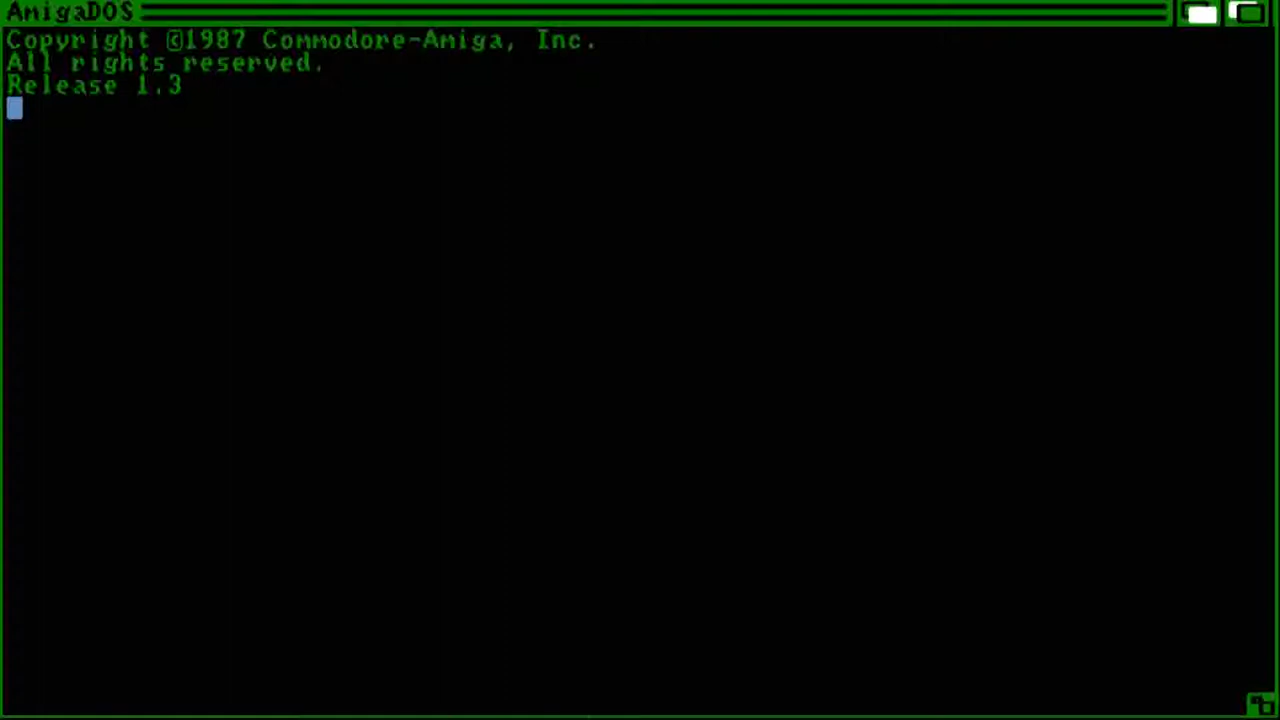 AmigaDOS
Copyright ©1987 Commodore-Amiga, Inc.
All rights reserved.
Release 1.3